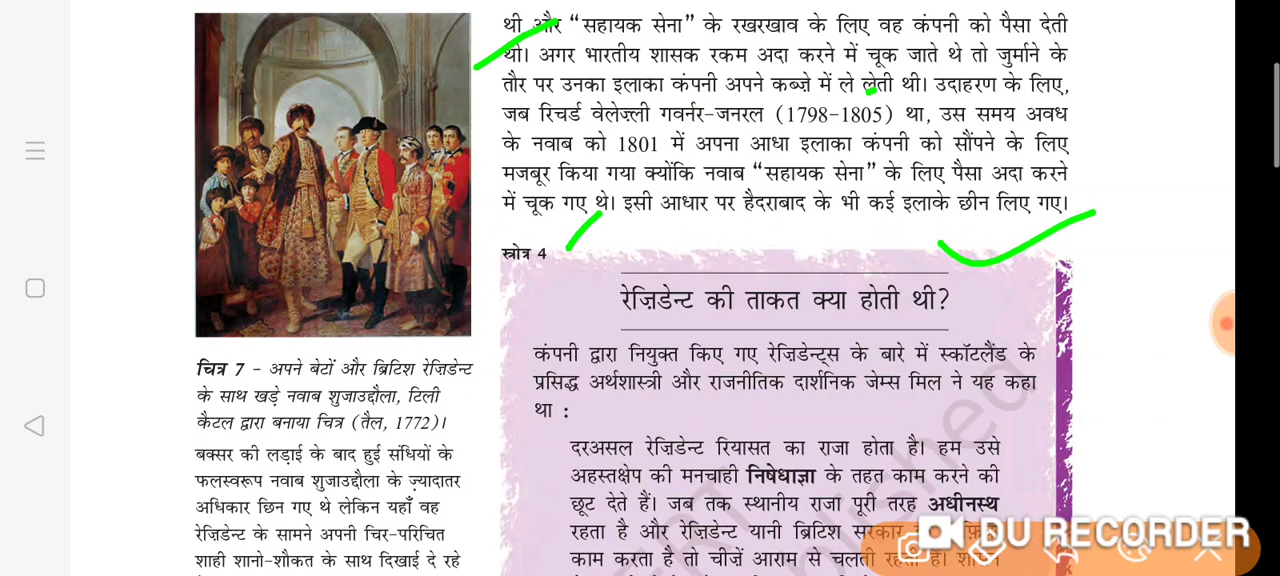 थी और “सहायक सेना” के रखरखाव के लिए वह कंपनी को पैसा देती
थी। अगर भारतीय शासक रकम अदा करने में चूक जाते थे तो जुर्माने के
तौर पर उनका इलाका कंपनी अपने कब्ज़े में ले लेती थी। उदाहरण के लिए,
जब रिचर्ड वेलेज़्ली गवर्नर-जनरल (1798-1805) था, उस समय अवध
के नवाब को 1801 में अपना आधा इलाका कंपनी को सौंपने के लिए
मजबूर किया गया क्योंकि नवाब “सहायक सेना” के लिए पैसा अदा करने
में चूक गए थे। इसी आधार पर हैदराबाद के भी कई इलाके छीन लिए गए।
चित्र 7 – अपने बेटों और ब्रिटिश रेज़िडेन्ट
के साथ खड़े नवाब शुजाउद्दौला, टिली
कैटल द्वारा बनाया चित्र (तैल, 1772)।
बक्सर की लड़ाई के बाद हुई संधियों के
फलस्वरूप नवाब शुजाउद्दौला के ज़्यादातर
अधिकार छिन गए थे लेकिन यहाँ वह
रेज़िडेन्ट के सामने अपनी चिर-परिचित
शाही शानो-शौकत के साथ दिखाई दे रहे
स्त्रोत्र 4
रेज़िडेन्ट की ताकत क्या होती थी?
कंपनी द्वारा नियुक्त किए गए रेज़िडेन्ट्स के बारे में स्कॉटलैंड के
प्रसिद्ध अर्थशास्त्री और राजनीतिक दार्शनिक जेम्स मिल ने यह कहा
था :
दरअसल रेज़िडेन्ट रियासत का राजा होता है। हम उसे
अहस्तक्षेप की मनचाही निषेधाज्ञा के तहत काम करने की
छूट देते हैं। जब तक स्थानीय राजा पूरी तरह अधीनस्थ
रहता है और रेज़िडेन्ट यानी ब्रिटिश सरकार
काम करता है तो चीज़ें आराम से चलती रहती हैं।
DU RECORDER